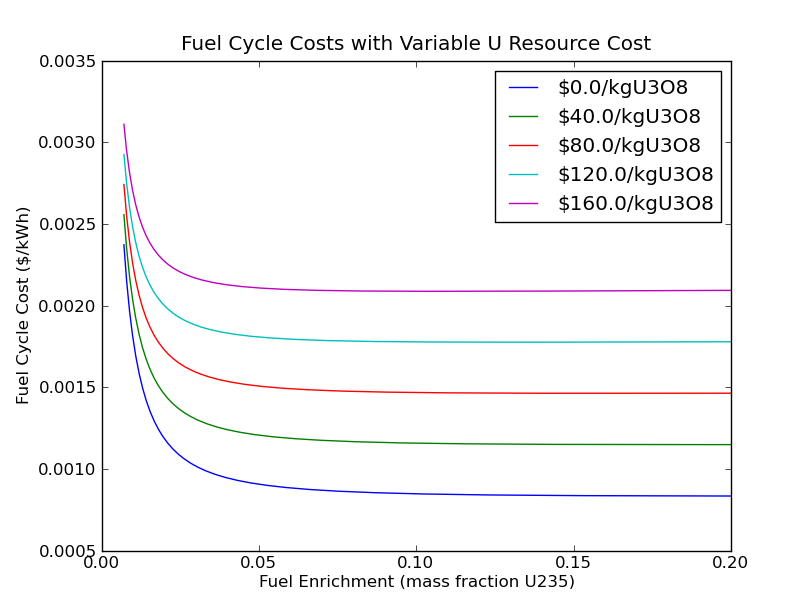 Fuel Cycle Costs with Variable U Resource Cost
0.0035
0.0030
0.0025
0.0020
0.0015
0.0010
0.0005
Fuel Cycle Cost ($/kWh)
$0.0/kgU3O8
$40.0/kgU3O8
$80.0/kgU3O8
$120.0/kgU3O8
$160.0/kgU3O8
0.00
0.05
0.10
0.15
0.20
Fuel Enrichment (mass fraction U235)